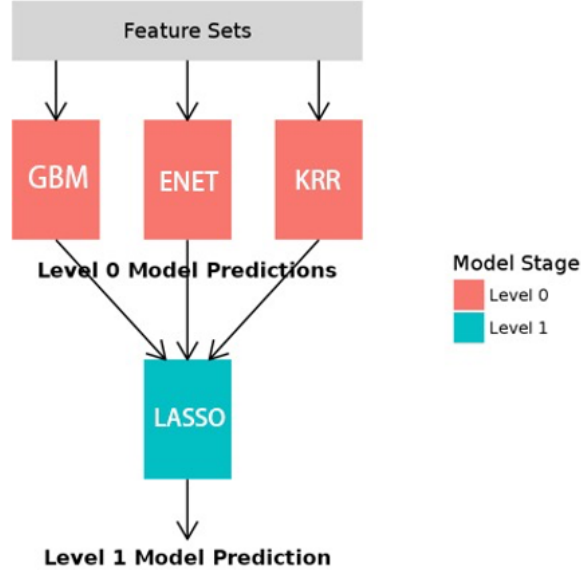 Feature Sets
GBM ENET KRR
Level 0 Model Predictions
Model Stage
Level 0
Level 1
LASSO
Level 1 Model Prediction